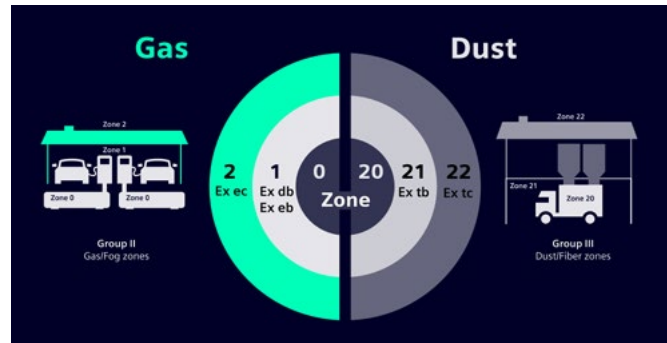 Gas
Dust
Zone 2
Zone 1
Zone 0
Zone 0
Group II
Gas/Fog zones
2
Ex ec
1
Ex db
Ex eb
0
20
Zone
21
Ex tb
22
Ex tc
Zone 22
Zone 21
Zone 20
Group III
Dust/Fiber zones